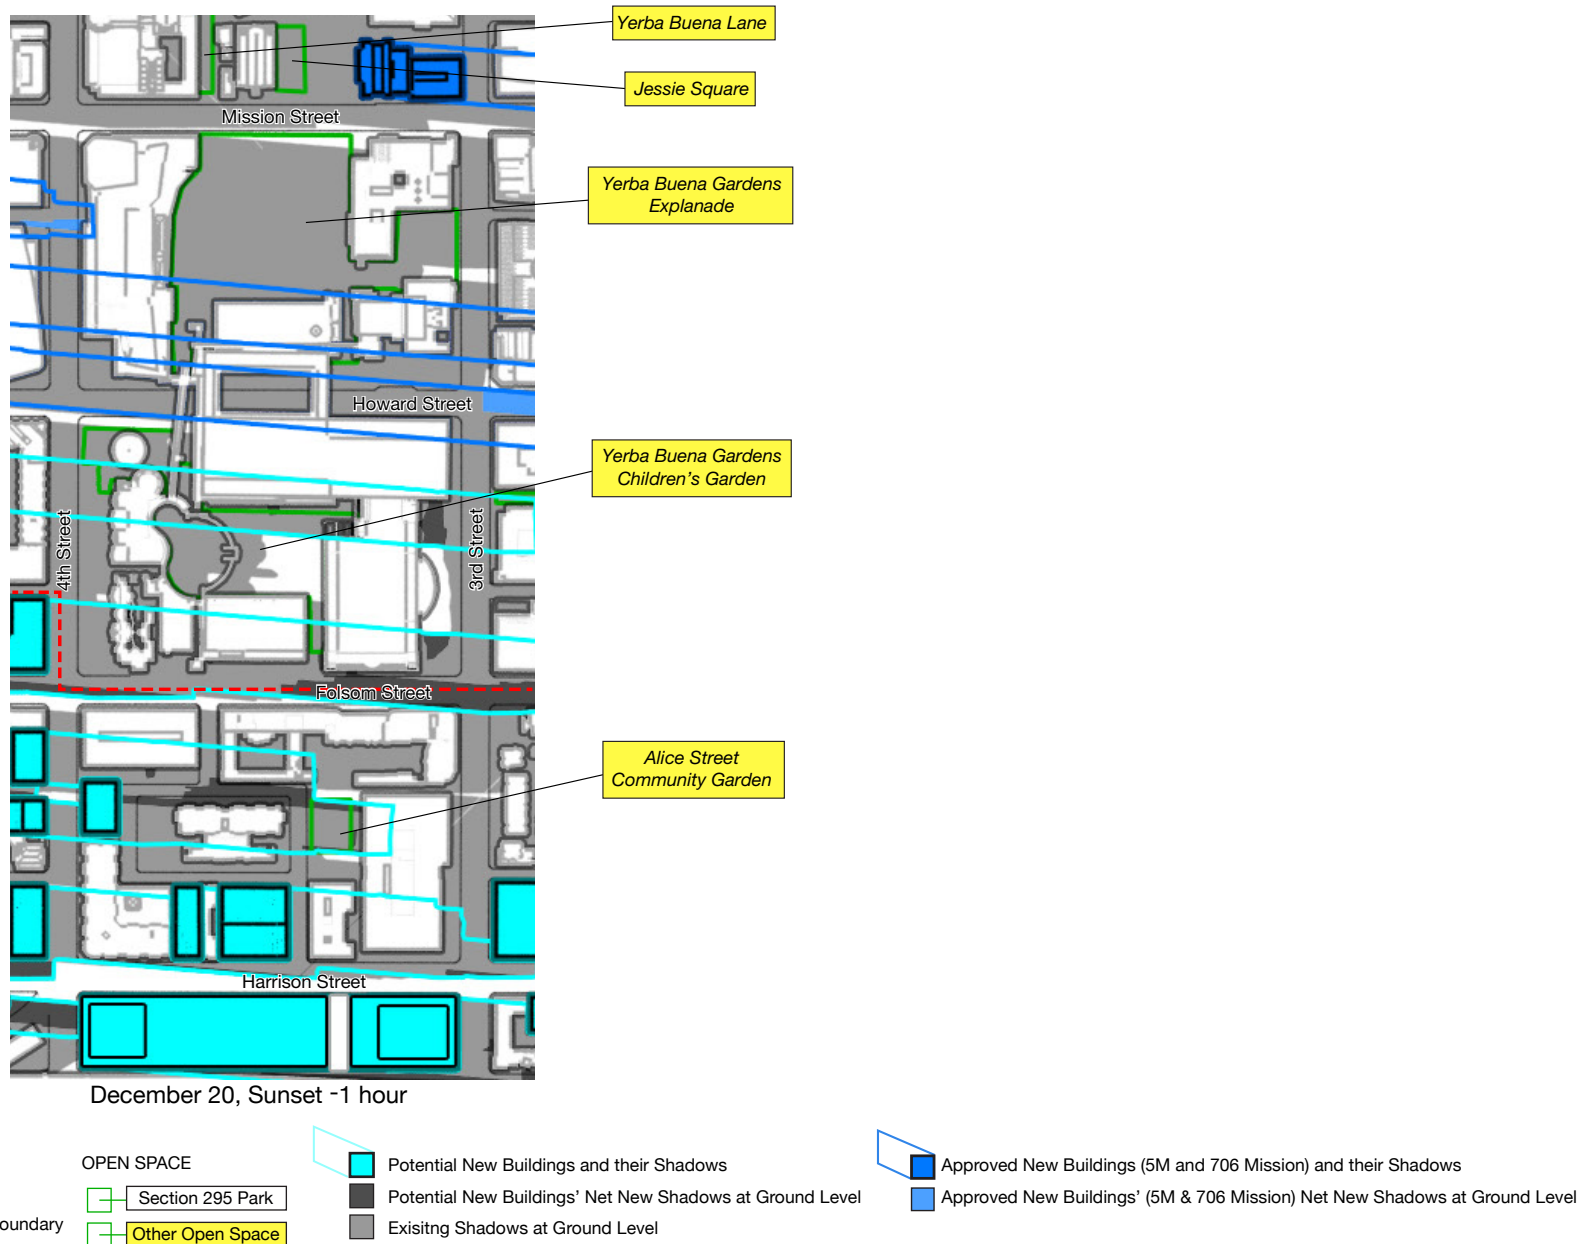 Yerba Buena Lane
Jessie Square
Mission Street
Yerba Buena Gardens
Explanade
Howard Street
Yerba Buena Gardens
Children's Garden
4th Street
3rd Street
Folsom Street
Alice Street
Community Garden
Harrison Street
December 20, Sunset -1 hour
OPEN SPACE
Section 295 Park
oundary
Other Open Space
Potential New Buildings and their Shadows
Potential New Buildings' Net New Shadows at Ground Level
Exisitng Shadows at Ground Level
Approved New Buildings (5M and 706 Mission) and their Shadows
Approved New Buildings' (5M & 706 Mission) Net New Shadows at Ground Level